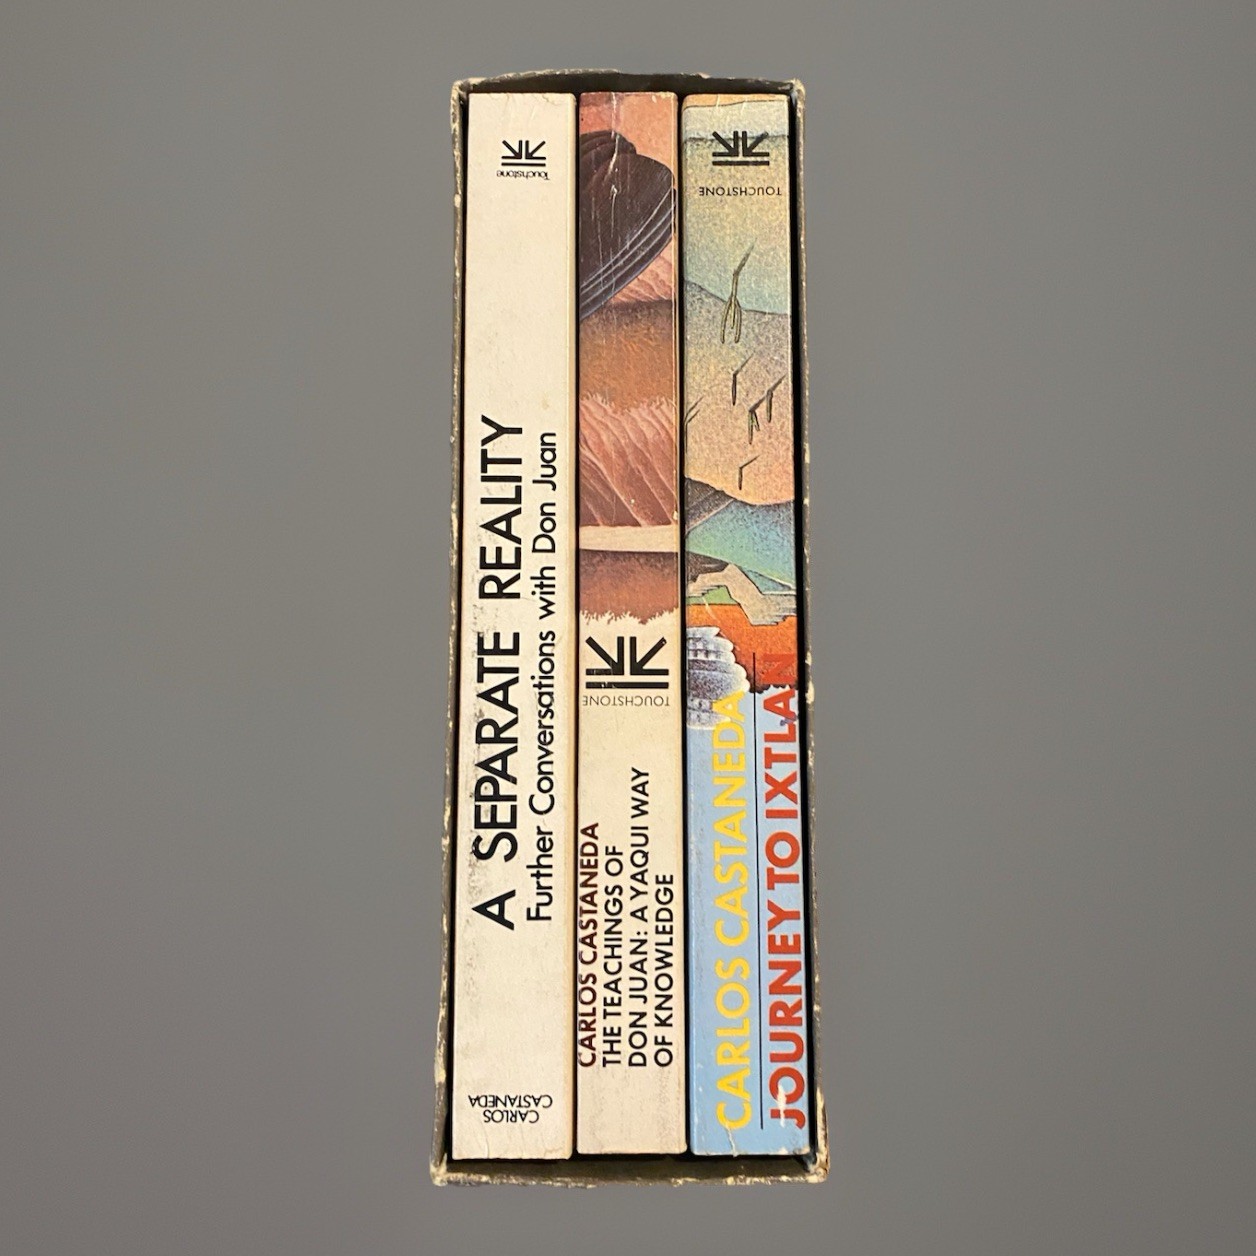 Touchstone
A SEPARATE REALITY
Further Conversations with Don Juan
CARLOS
CASTANEDA
TOUCHSTONE
CARLOS CASTANEDA
THE TEACHINGS OF
DON JUAN: A YAQUI WAY
OF KNOWLEDGE
TOUCHSTONE
CARLOS CASTANEDA
JOURNEY TO IXTLAN